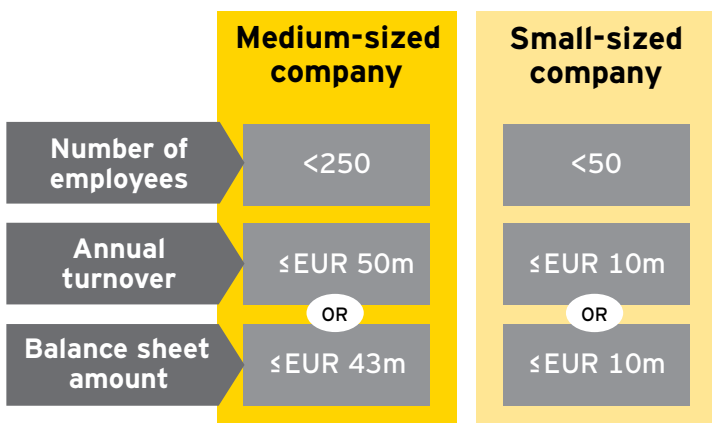 Medium-sized
company
Small-sized
company
Number of
employees
<250
<50
Annual
turnover
≤EUR 50m
≤EUR 10m
OR
OR
Balance sheet
amount
≤EUR 43m
≤EUR 10m